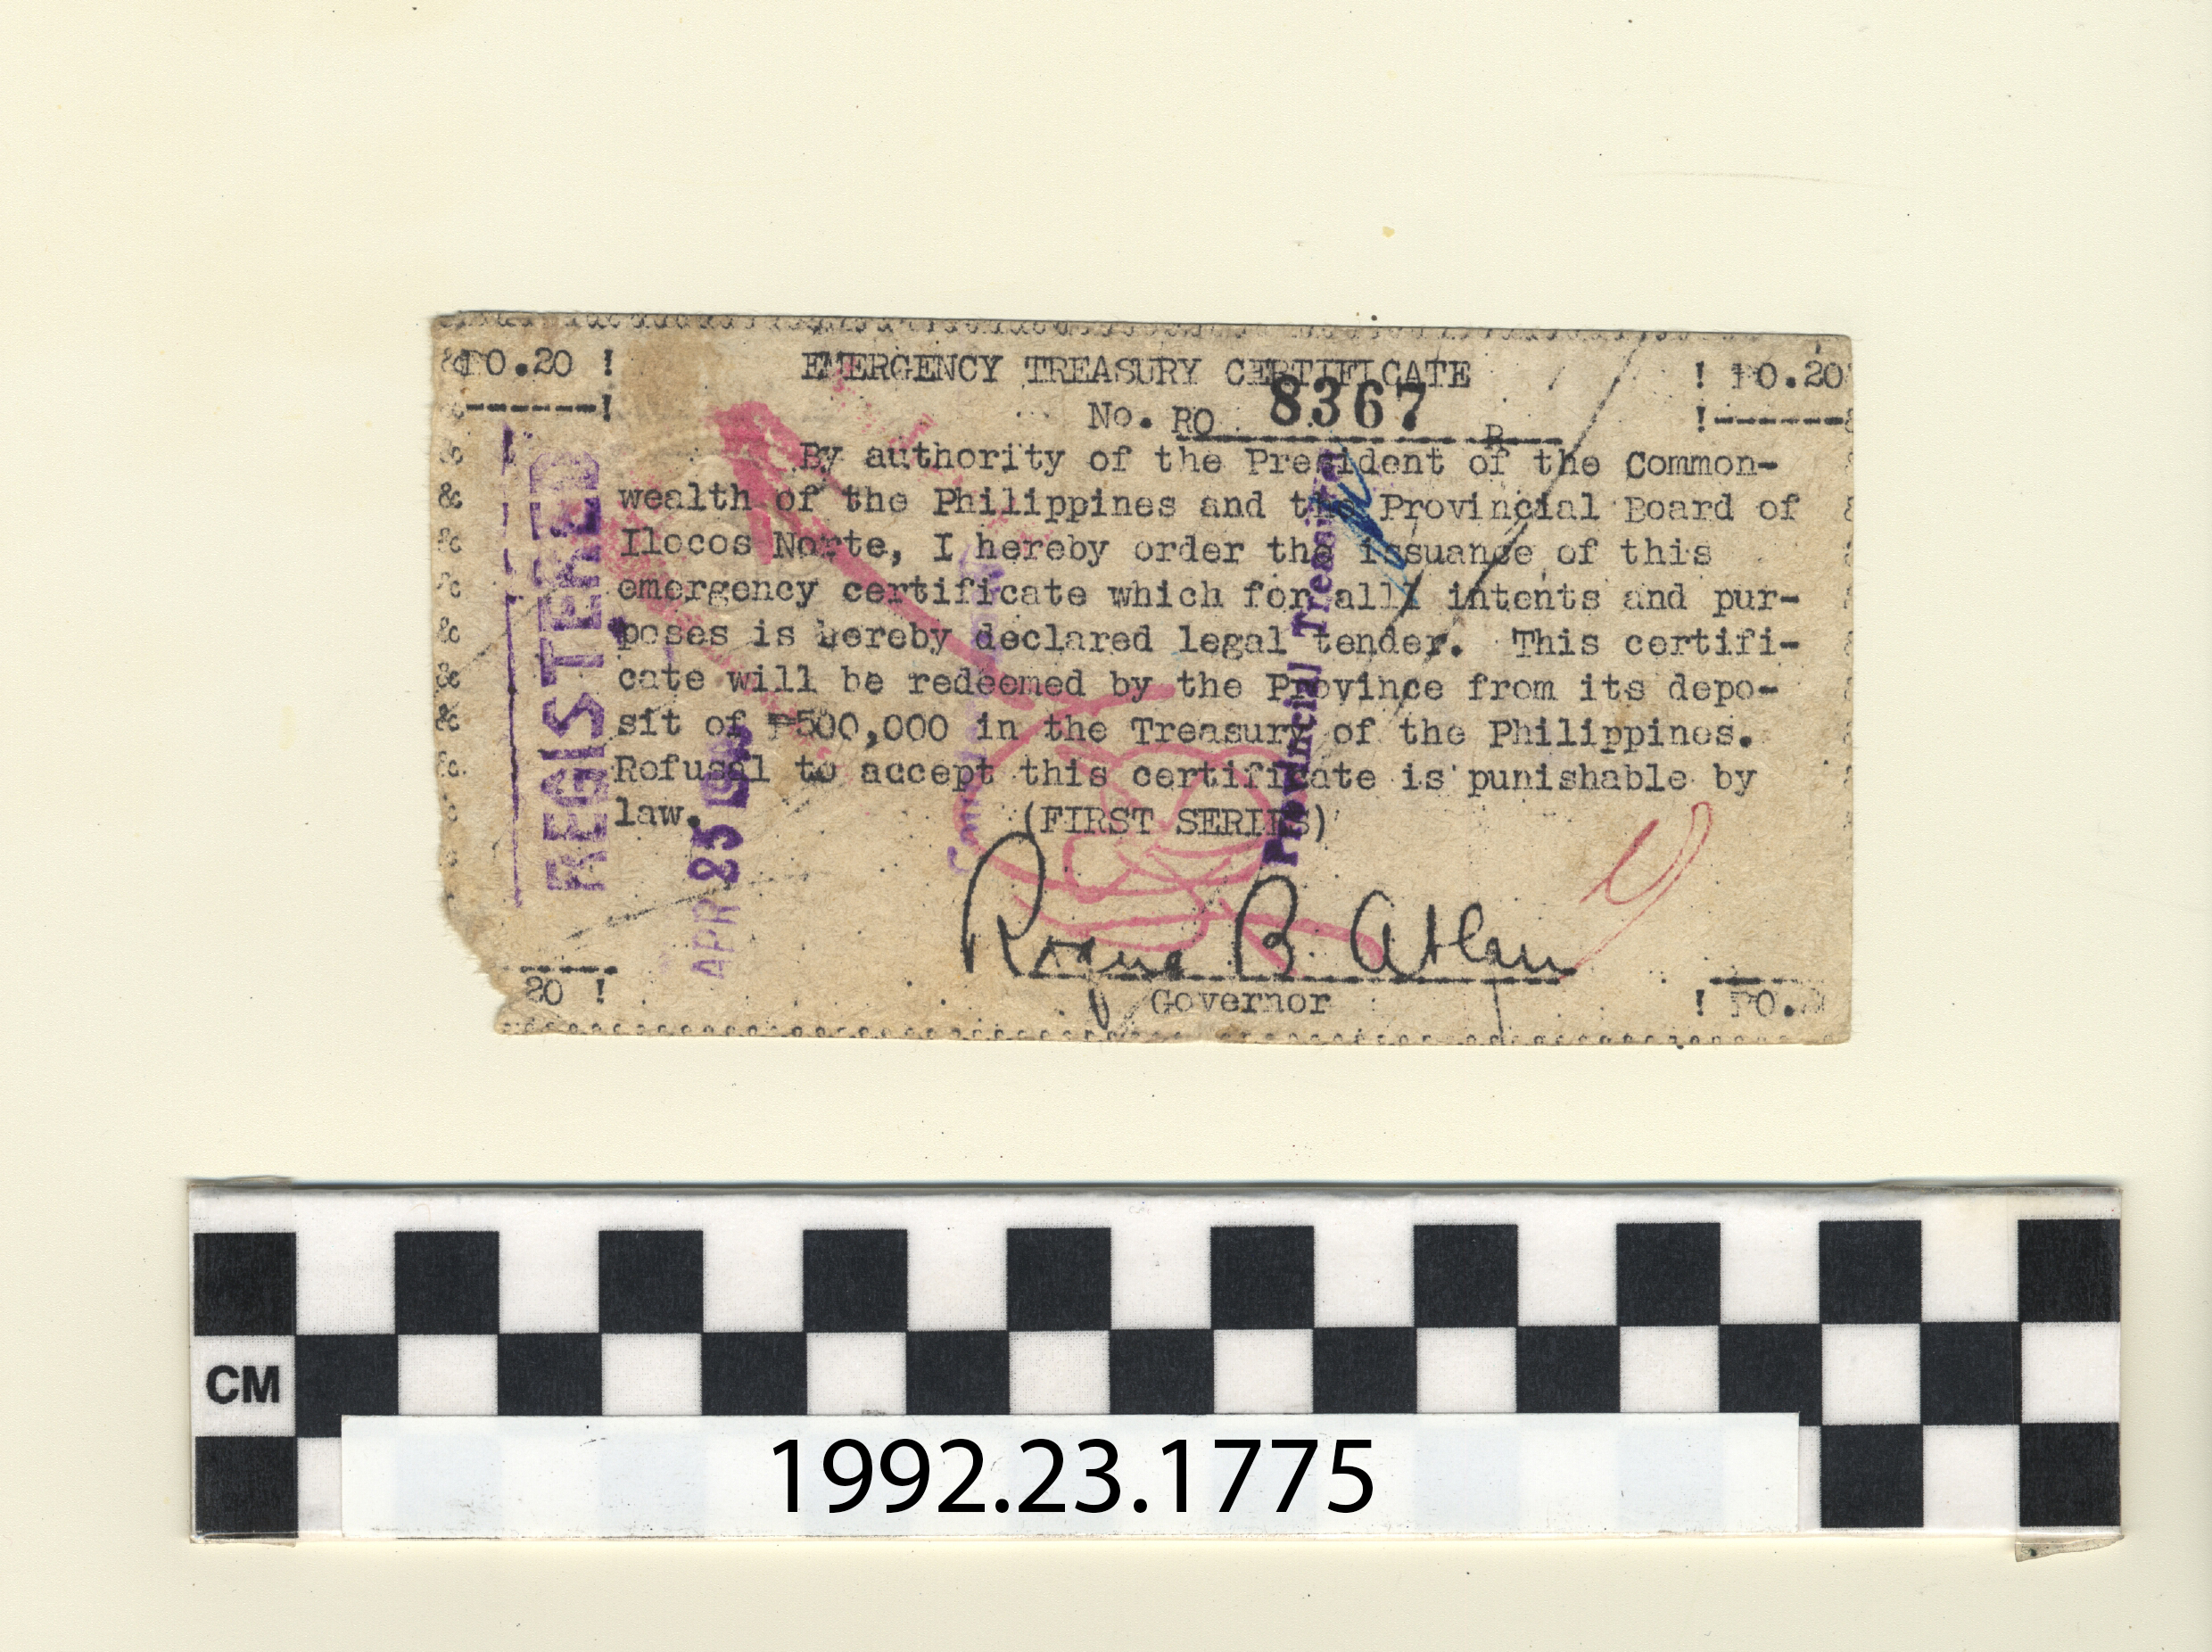 ₱0.20 ! EMERGENCY TREASURY CERTIFICATE ! ₱0.20
No. RO 8367 B
By authority of the President of the Common-
wealth of the Philippines and the Provincial Board of
Ilocos Norte, I hereby order the issuance of this
emergency certificate which for all intents and pur-
poses is hereby declared legal tender. This certifi-
cate will be redeemed by the Province from its depo-
sit of ₱500,000 in the Treasury of the Philippines.
Refusal to accept this certificate is punishable by
law.
(FIRST SERIES)
Roque B. Ablan
Governor
20 ! ! ₱0.
REGISTERED
APR 23
Provincial Treasurer
CM
1992.23.1775